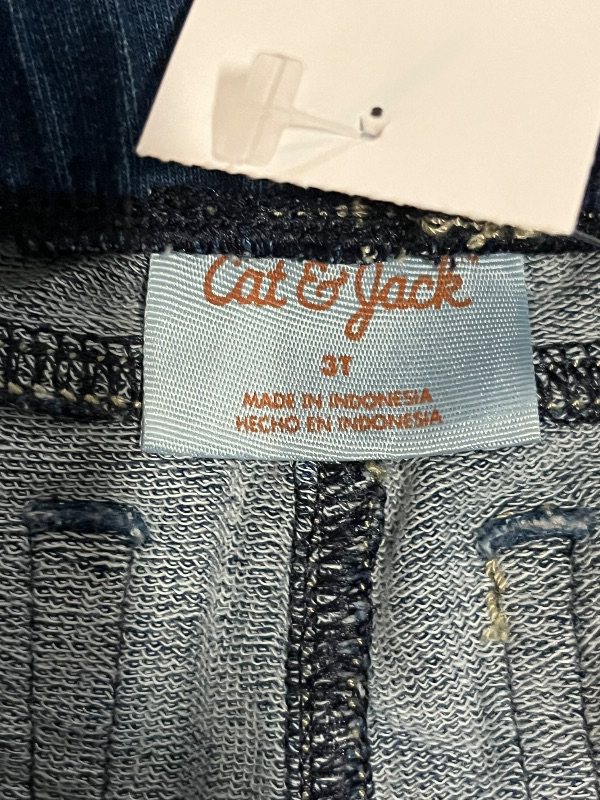 Cat & Jack
3T
MADE IN INDONESIA
HECHO EN INDONESIA